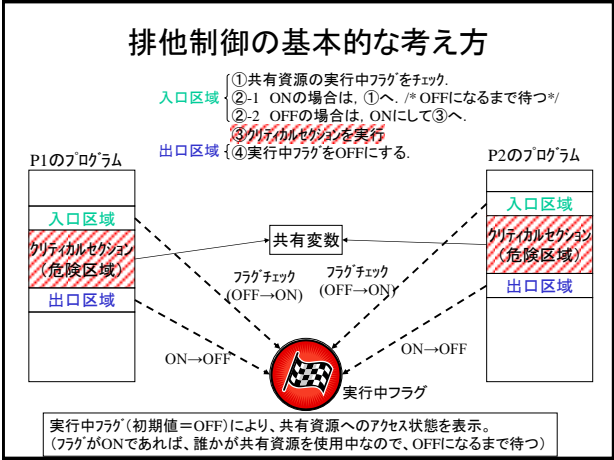 排他制御の基本的な考え方
入口区域
①共有資源の実行中フラグをチェック.
②-1 ONの場合は, ①へ. /* OFFになるまで待つ*/
②-2 OFFの場合は, ONにして③へ.
③クリティカルセクションを実行
出口区域
④実行中フラグをOFFにする.
P1のプログラム
P2のプログラム
入口区域
クリティカルセクション
(危険区域)
出口区域
入口区域
クリティカルセクション
(危険区域)
出口区域
共有変数
フラグチェック
(OFF→ON)
フラグチェック
(OFF→ON)
ON→OFF
ON→OFF
実行中フラグ
実行中フラグ(初期値=OFF)により、共有資源へのアクセス状態を表示。
(フラグがONであれば、誰かが共有資源を使用中なので、OFFになるまで待つ)